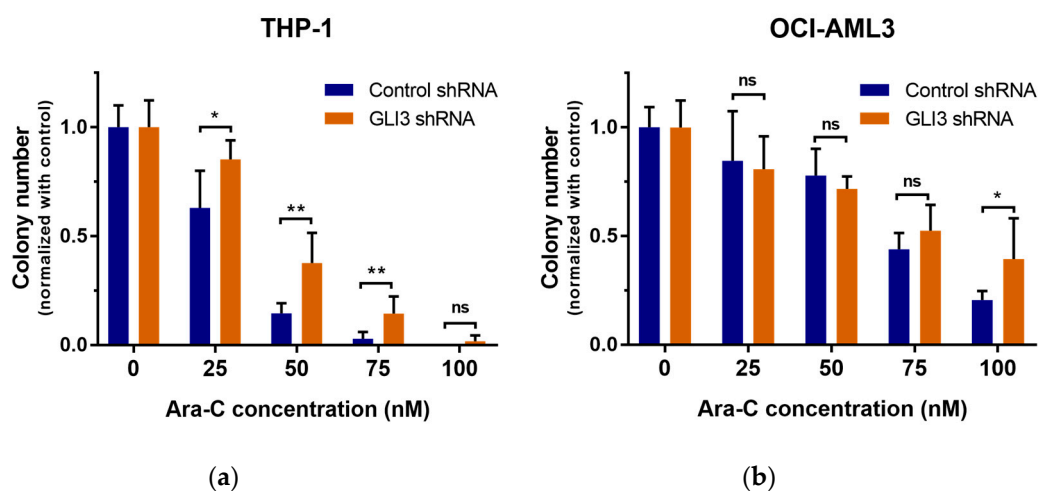 THP-1
Control shRNA
GLI3 shRNA
Colony number
(normalized with control)
1.0
0.5
0.0
*
**
**
ns
0 25 50 75 100
Ara-C concentration (nM)
(a)
OCI-AML3
Control shRNA
GLI3 shRNA
Colony number
(normalized with control)
1.0
0.5
0.0
ns
ns
ns
*
0 25 50 75 100
Ara-C concentration (nM)
(b)